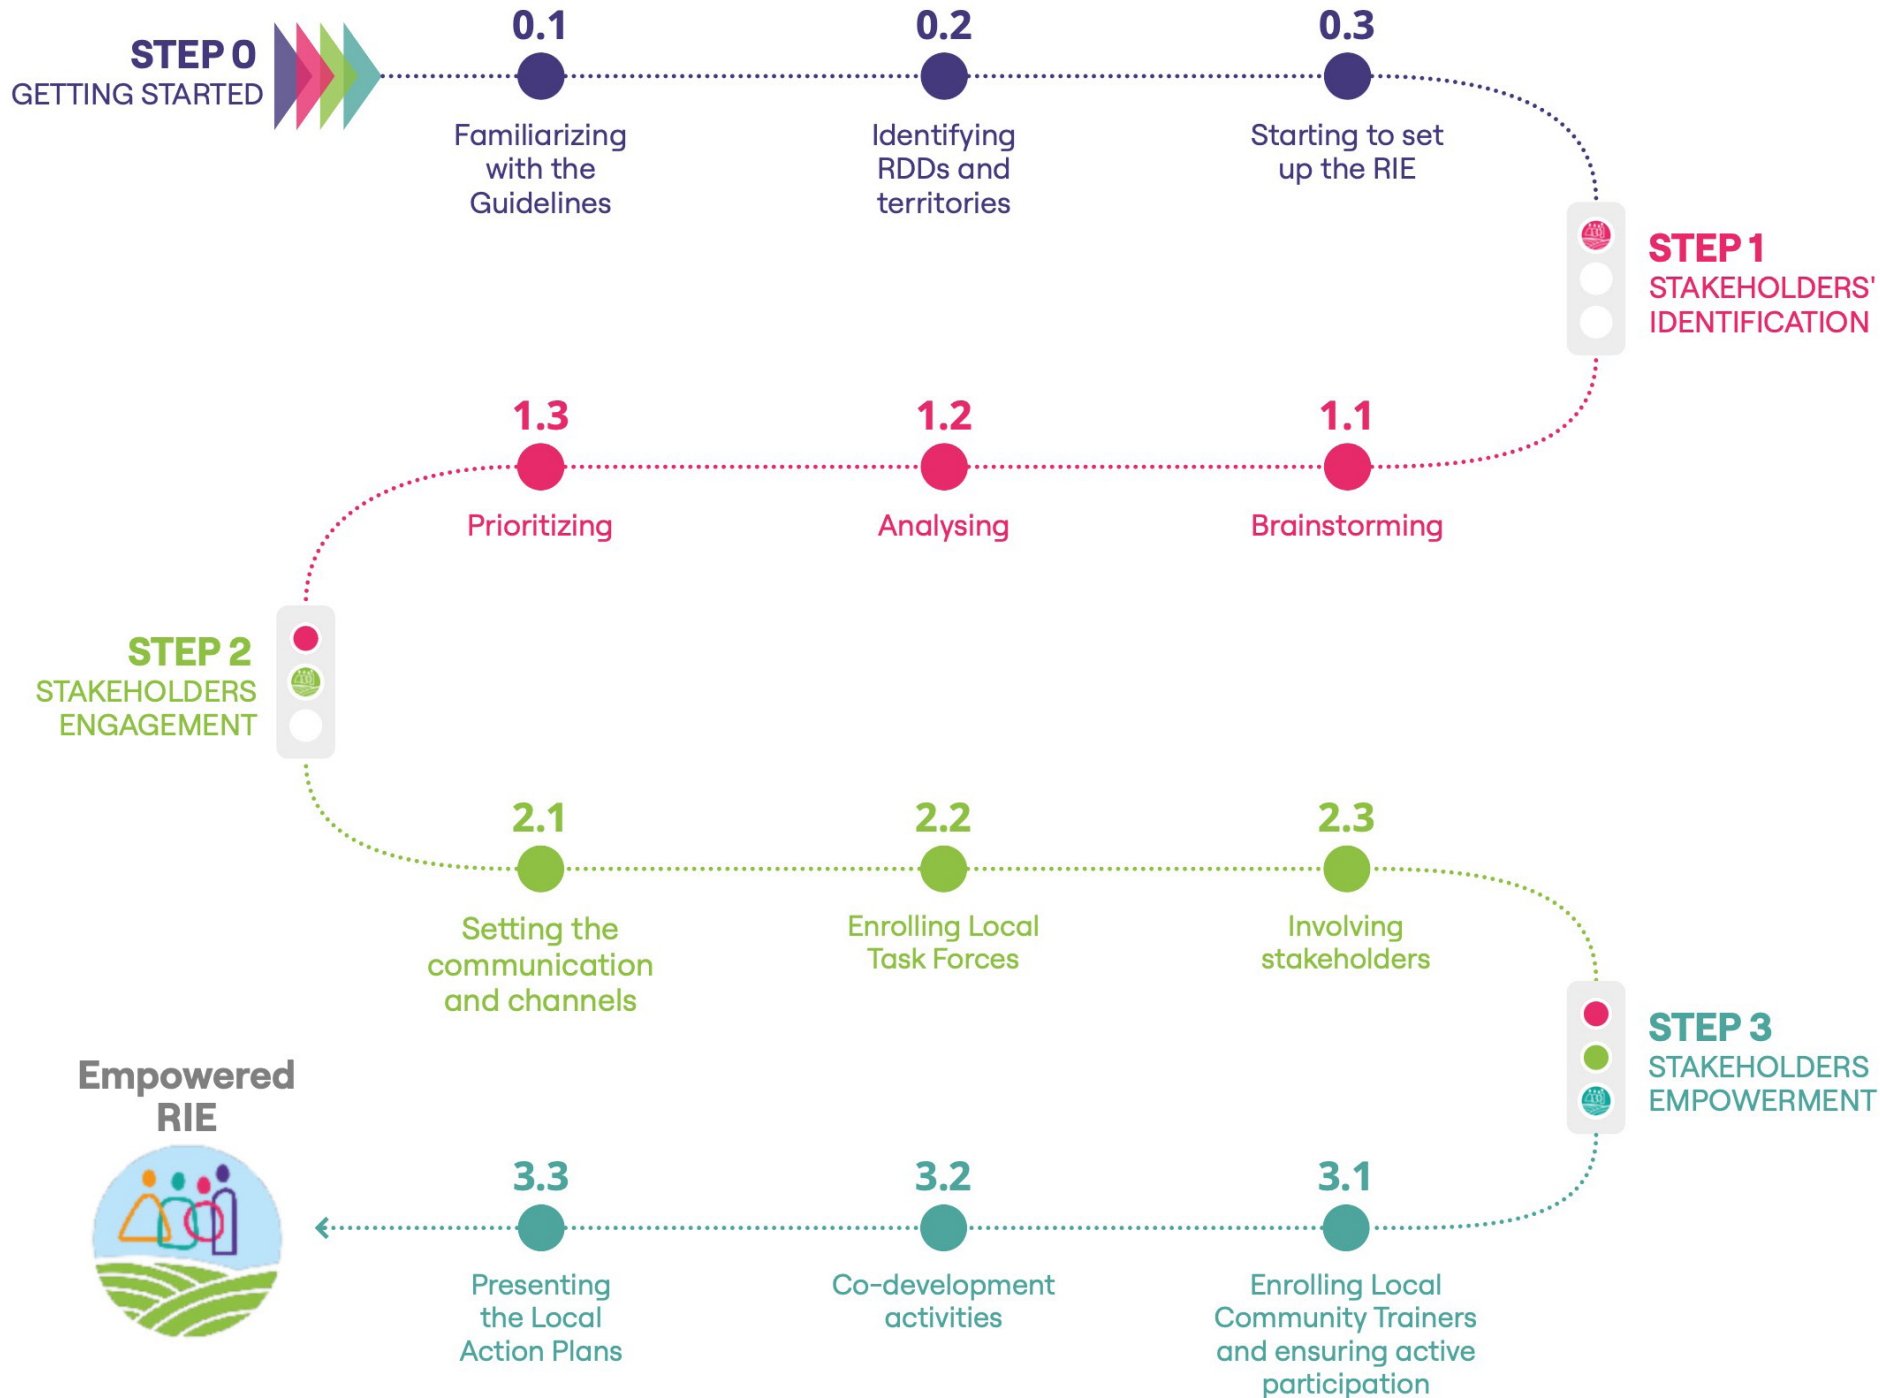 STEP 0
GETTING STARTED
0.1
Familiarizing
with the
Guidelines
0.2
Identifying
RDDs and
territories
0.3
Starting to set
up the RIE
STEP 1
STAKEHOLDERS'
IDENTIFICATION
1.1
Brainstorming
1.2
Analysing
1.3
Prioritizing
STEP 2
STAKEHOLDERS
ENGAGEMENT
2.1
Setting the
communication
and channels
2.2
Enrolling Local
Task Forces
2.3
Involving
stakeholders
STEP 3
STAKEHOLDERS
EMPOWERMENT
3.1
Enrolling Local
Community Trainers
and ensuring active
participation
3.2
Co-development
activities
3.3
Presenting
the Local
Action Plans
Empowered
RIE